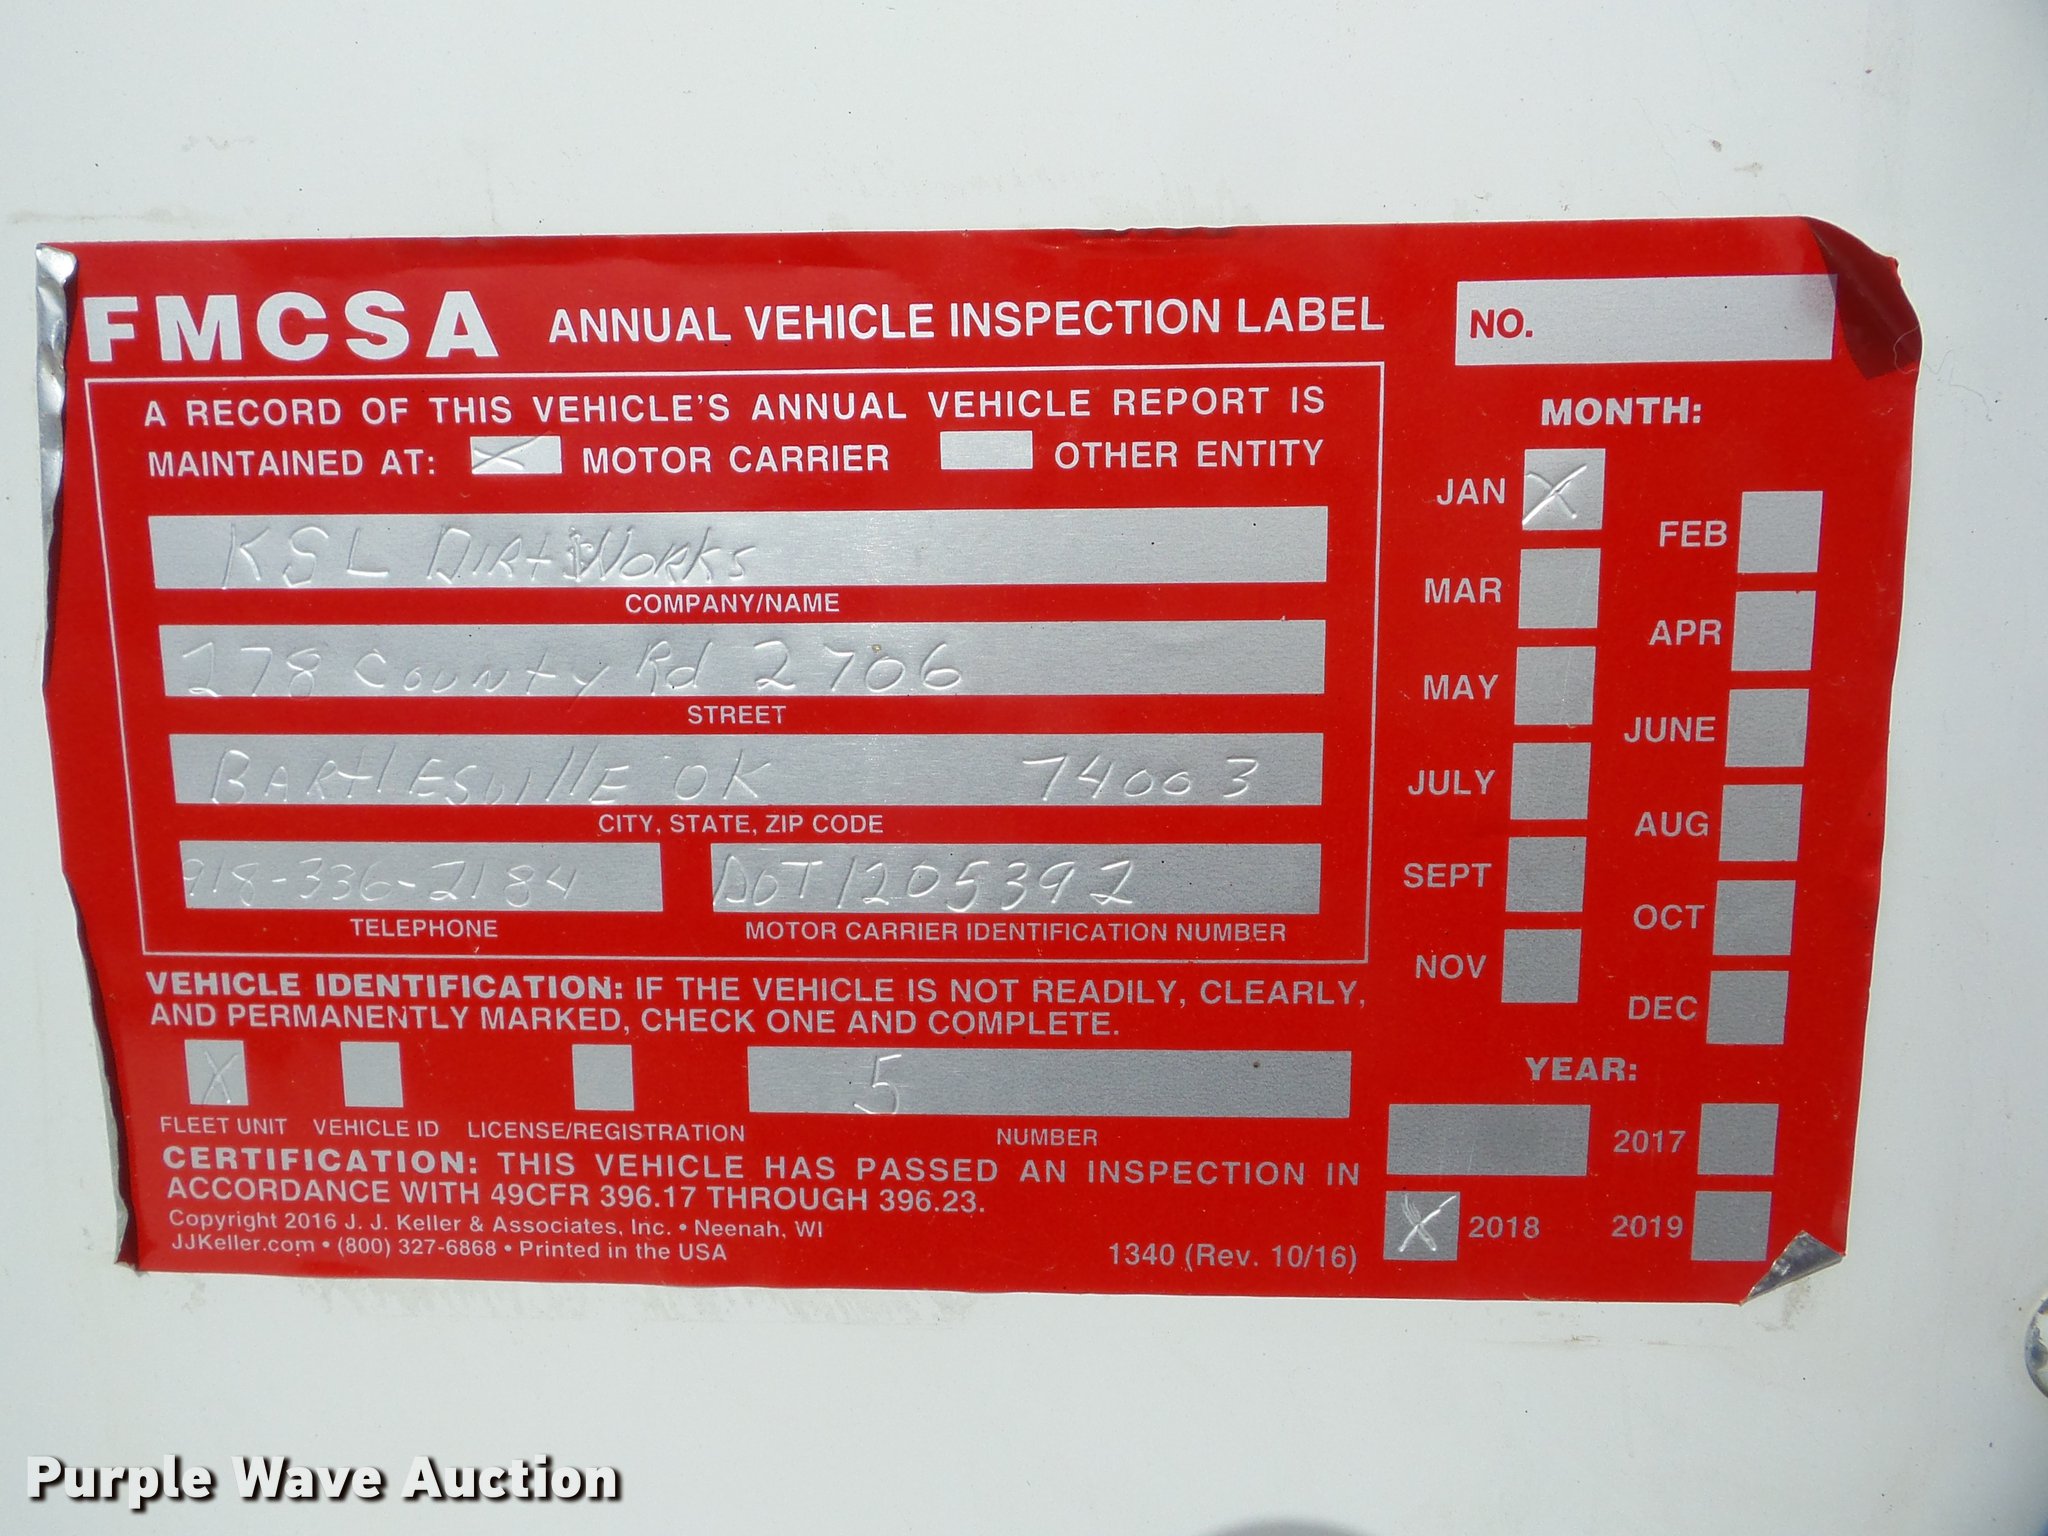 FMCSA ANNUAL VEHICLE INSPECTION LABEL
NO.
A RECORD OF THIS VEHICLE'S ANNUAL VEHICLE REPORT IS
MAINTAINED AT: X MOTOR CARRIER OTHER ENTITY
KSL DIRtWORKS
COMPANY/NAME
278 County Rd 2706
STREET
BARtlESVillE OK 74003
CITY, STATE, ZIP CODE
918-336-2184 DOT 1205392
TELEPHONE MOTOR CARRIER IDENTIFICATION NUMBER
VEHICLE IDENTIFICATION: IF THE VEHICLE IS NOT READILY, CLEARLY,
AND PERMANENTLY MARKED, CHECK ONE AND COMPLETE.
X 5
FLEET UNIT VEHICLE ID LICENSE/REGISTRATION NUMBER
CERTIFICATION: THIS VEHICLE HAS PASSED AN INSPECTION IN
ACCORDANCE WITH 49CFR 396.17 THROUGH 396.23.
Copyright 2016 J. J. Keller & Associates, Inc. • Neenah, WI
JJKeller.com • (800) 327-6868 • Printed in the USA
1340 (Rev. 10/16)
MONTH:
JAN X
FEB
MAR
APR
MAY
JUNE
JULY
AUG
SEPT
OCT
NOV
DEC
YEAR:
2017
X 2018 2019
Purple Wave Auction